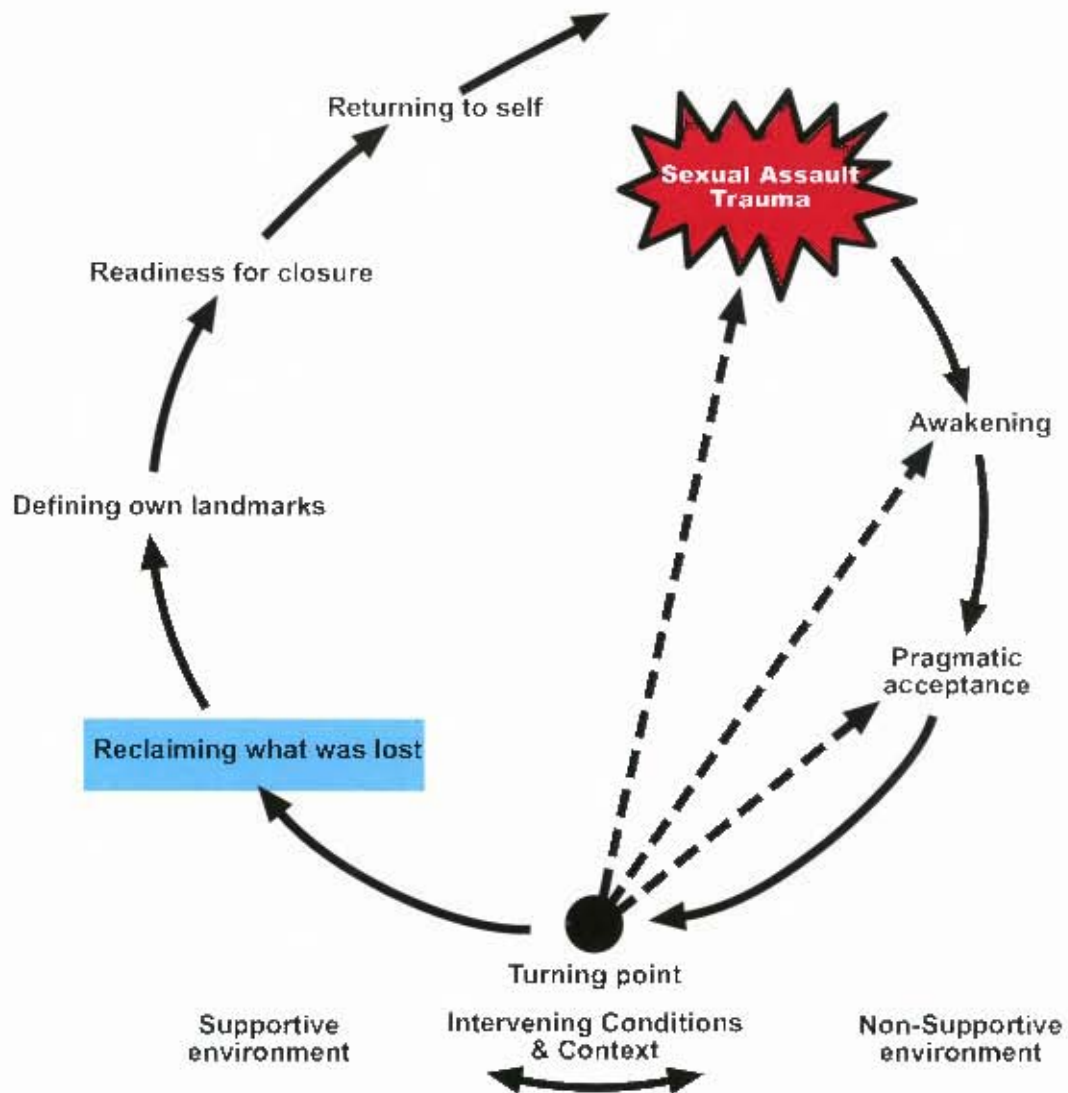 Returning to self
Sexual Assault
Trauma
Readiness for closure
Awakening
Defining own landmarks
Pragmatic
acceptance
Reclaiming what was lost
Turning point
Supportive
environment
Intervening Conditions
& Context
Non-Supportive
environment